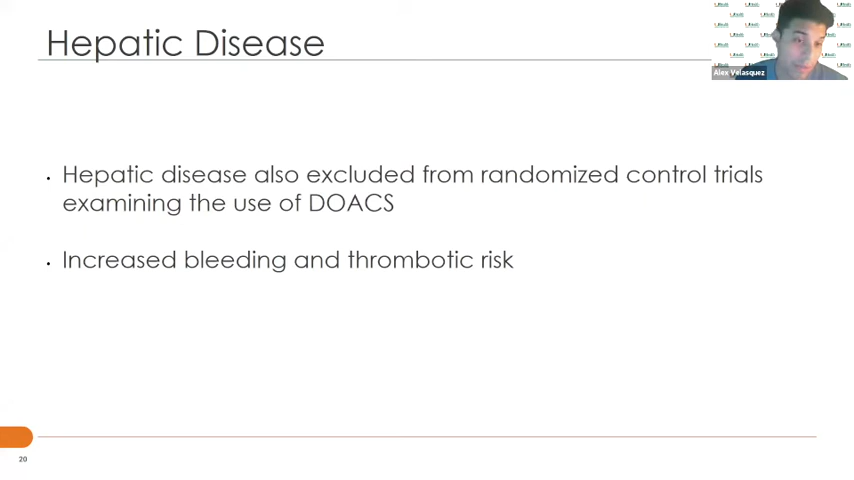 Hepatic Disease
Alex Velasquez
• Hepatic disease also excluded from randomized control trials
examining the use of DOACS
• Increased bleeding and thrombotic risk
20